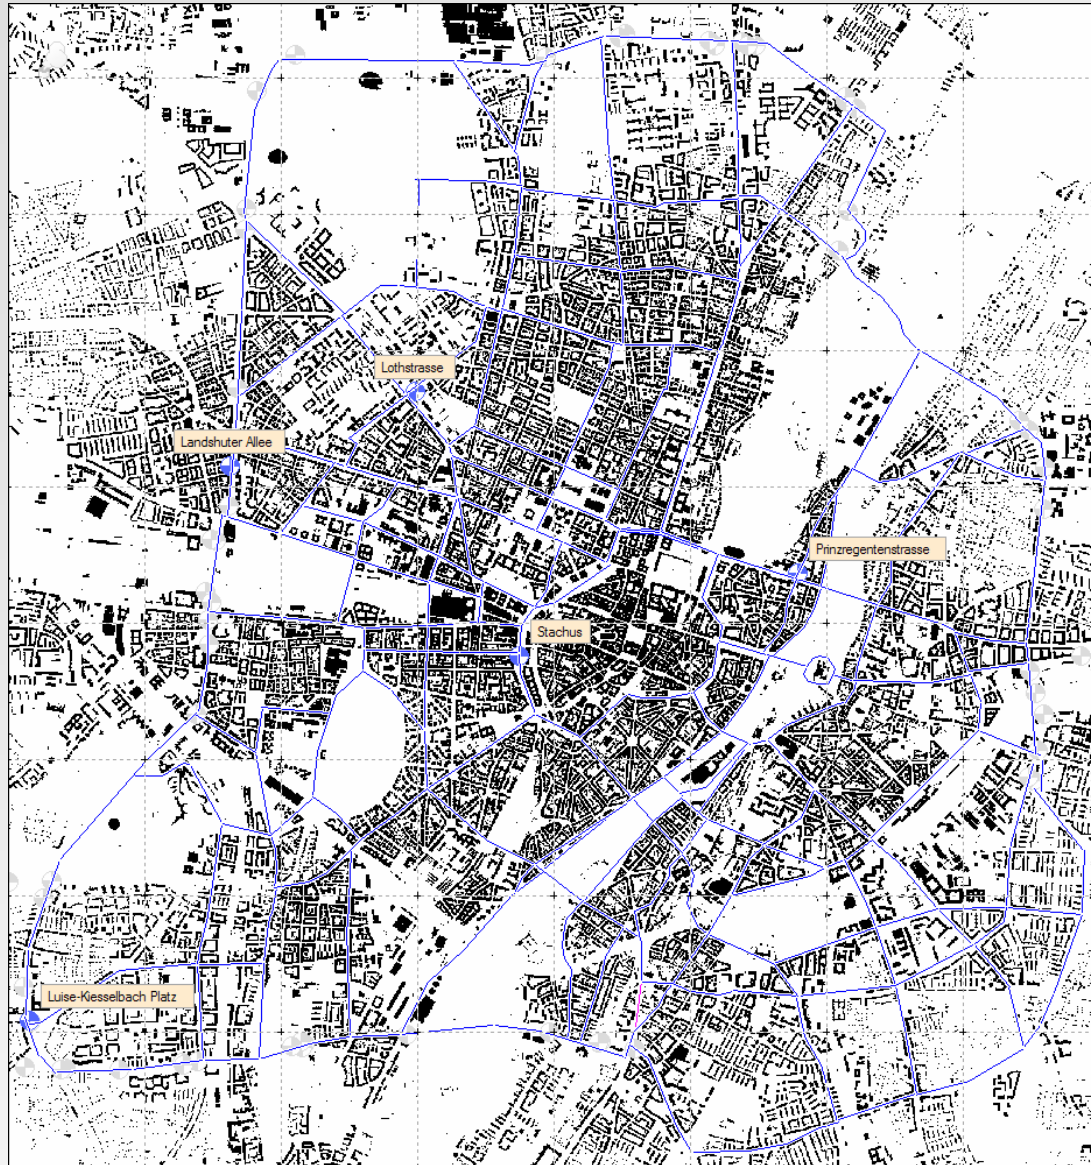 Lothstrasse
Landshuter Allee
Prinzregentenstrasse
Stachus
Luise-Kiesselbach Platz